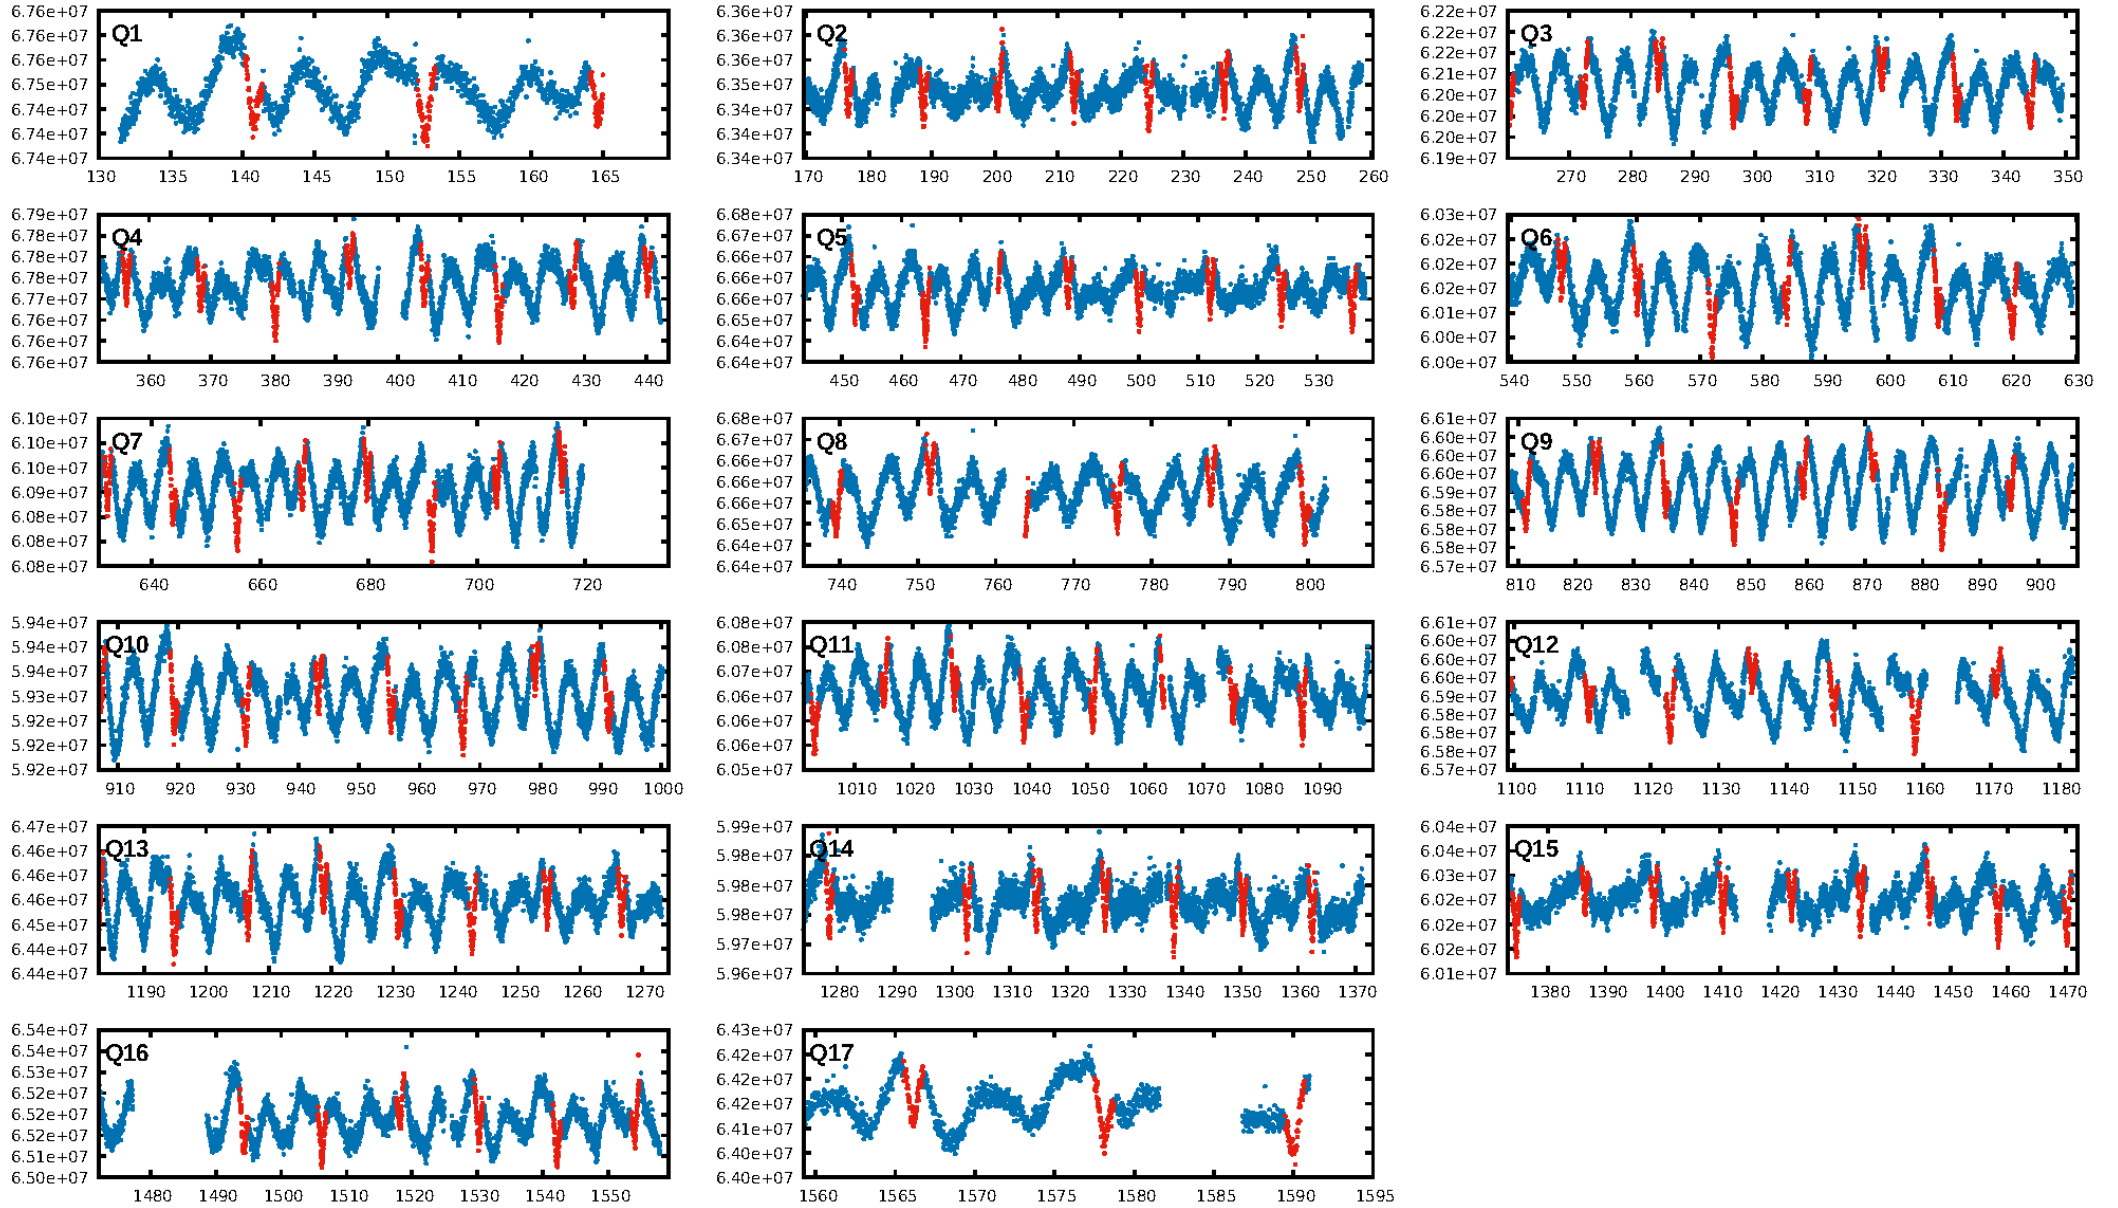 6.76e+07 6.76e+07 6.76e+07 6.75e+07 6.74e+07 6.74e+07 6.74e+07
Q1
130 135 140 145 150 155 160 165
6.36e+07 6.36e+07 6.35e+07 6.35e+07 6.34e+07 6.34e+07 6.34e+07
Q2
170 180 190 200 210 220 230 240 250 260
6.22e+07 6.22e+07 6.21e+07 6.21e+07 6.20e+07 6.20e+07 6.20e+07 6.19e+07
Q3
270 280 290 300 310 320 330 340 350
6.79e+07 6.78e+07 6.78e+07 6.78e+07 6.77e+07 6.76e+07 6.76e+07 6.76e+07
Q4
360 370 380 390 400 410 420 430 440
6.68e+07 6.67e+07 6.66e+07 6.66e+07 6.65e+07 6.64e+07 6.64e+07
Q5
450 460 470 480 490 500 510 520 530
6.03e+07 6.02e+07 6.02e+07 6.02e+07 6.01e+07 6.00e+07 6.00e+07
Q6
540 550 560 570 580 590 600 610 620 630
6.10e+07 6.10e+07 6.10e+07 6.09e+07 6.08e+07 6.08e+07 6.08e+07
Q7
640 660 680 700 720
6.68e+07 6.67e+07 6.66e+07 6.66e+07 6.65e+07 6.64e+07 6.64e+07
Q8
740 750 760 770 780 790 800
6.61e+07 6.60e+07 6.60e+07 6.60e+07 6.59e+07 6.58e+07 6.58e+07 6.57e+07
Q9
810 820 830 840 850 860 870 880 890 900
5.94e+07 5.94e+07 5.94e+07 5.93e+07 5.92e+07 5.92e+07 5.92e+07
Q10
910 920 930 940 950 960 970 980 990 1000
6.08e+07 6.08e+07 6.07e+07 6.06e+07 6.06e+07 6.06e+07 6.05e+07
Q11
1010 1020 1030 1040 1050 1060 1070 1080 1090
6.61e+07 6.60e+07 6.60e+07 6.60e+07 6.59e+07 6.58e+07 6.58e+07 6.58e+07 6.57e+07
Q12
1100 1110 1120 1130 1140 1150 1160 1170 1180
6.47e+07 6.46e+07 6.46e+07 6.46e+07 6.45e+07 6.44e+07 6.44e+07
Q13
1190 1200 1210 1220 1230 1240 1250 1260 1270
5.99e+07 5.98e+07 5.98e+07 5.98e+07 5.97e+07 5.96e+07
Q14
1280 1290 1300 1310 1320 1330 1340 1350 1360 1370
6.04e+07 6.04e+07 6.03e+07 6.02e+07 6.02e+07 6.02e+07 6.01e+07
Q15
1380 1390 1400 1410 1420 1430 1440 1450 1460 1470
6.54e+07 6.54e+07 6.53e+07 6.52e+07 6.52e+07 6.52e+07 6.51e+07 6.50e+07
Q16
1480 1490 1500 1510 1520 1530 1540 1550
6.43e+07 6.42e+07 6.42e+07 6.42e+07 6.41e+07 6.40e+07 6.40e+07
Q17
1560 1565 1570 1575 1580 1585 1590 1595